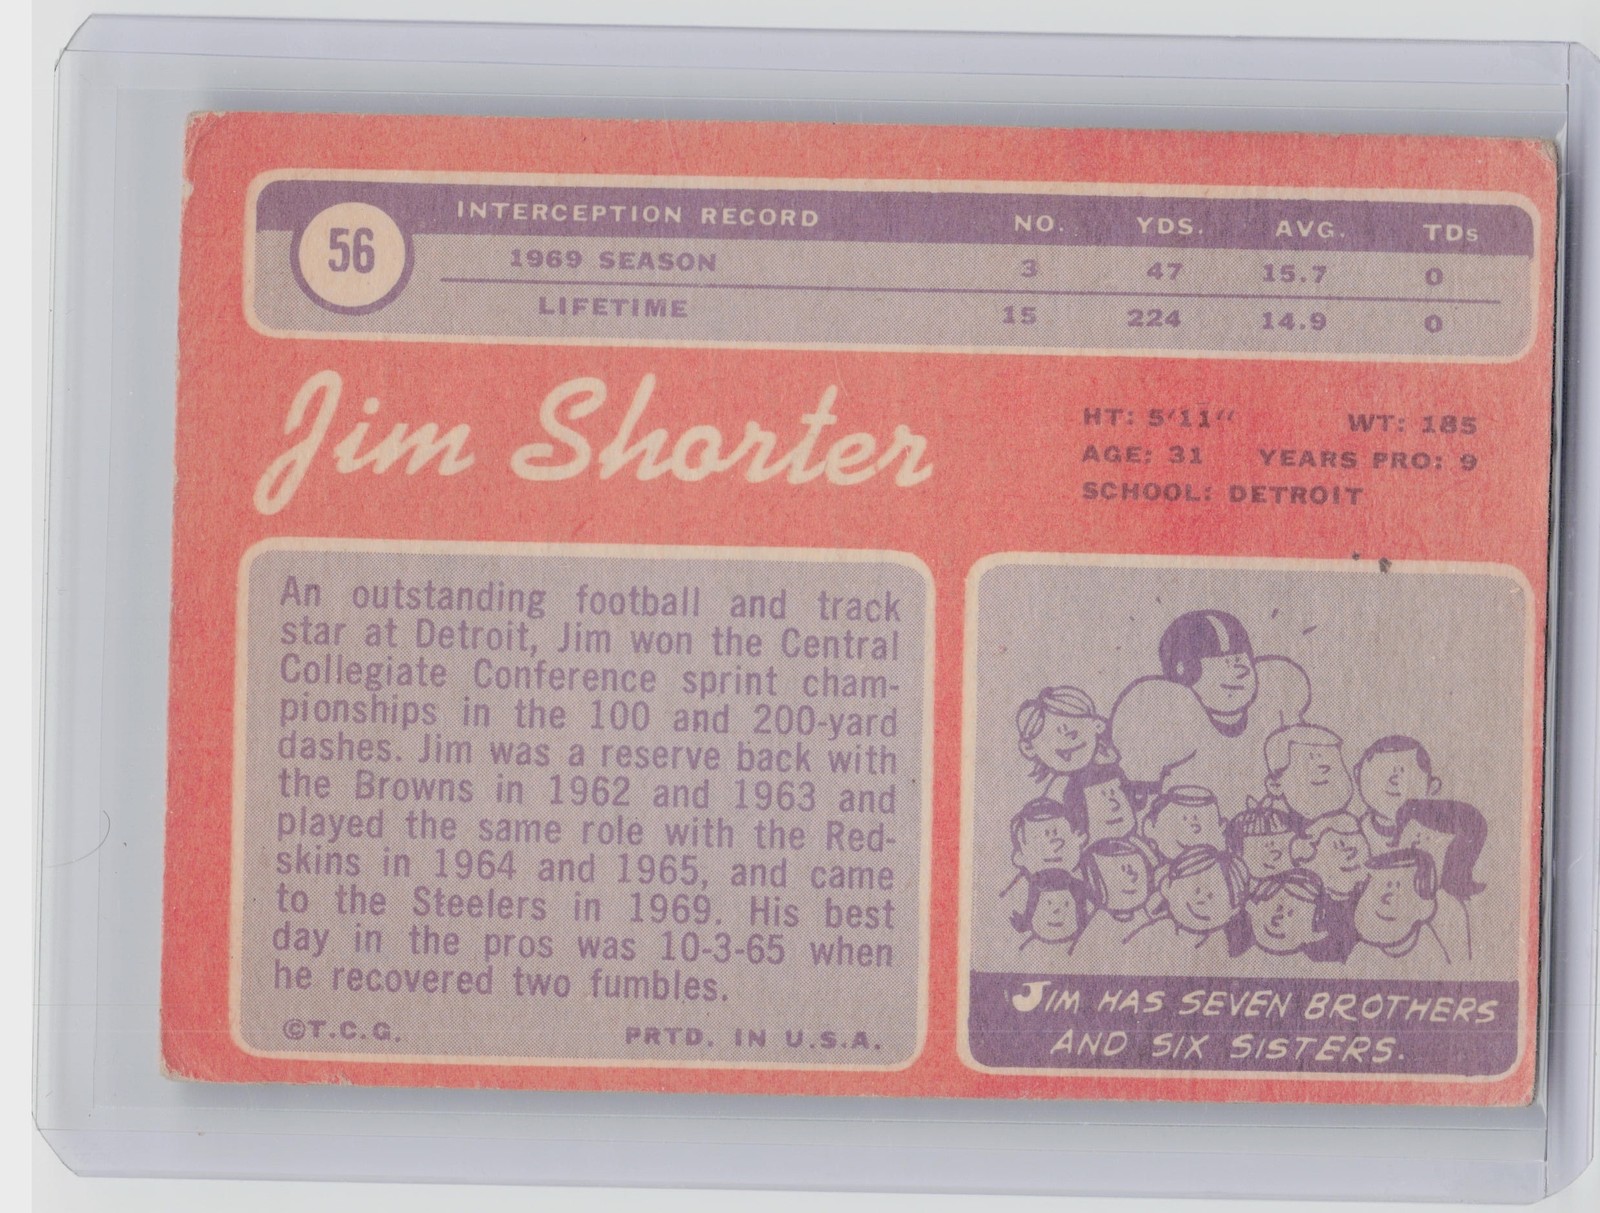 56
INTERCEPTION RECORD NO. YDS. AVG. TDs
1969 SEASON 3 47 15.7 0
LIFETIME 15 224 14.9 0
Jim Shorter
HT: 5'11" WT: 185
AGE: 31 YEARS PRO: 9
SCHOOL: DETROIT
An outstanding football and track
star at Detroit, Jim won the Central
Collegiate Conference sprint cham-
pionships in the 100 and 200-yard
dashes. Jim was a reserve back with
the Browns in 1962 and 1963 and
played the same role with the Red-
skins in 1964 and 1965, and came
to the Steelers in 1969. His best
day in the pros was 10-3-65 when
he recovered two fumbles.
©T.C.G. PRTD. IN U.S.A.
JIM HAS SEVEN BROTHERS
AND SIX SISTERS.